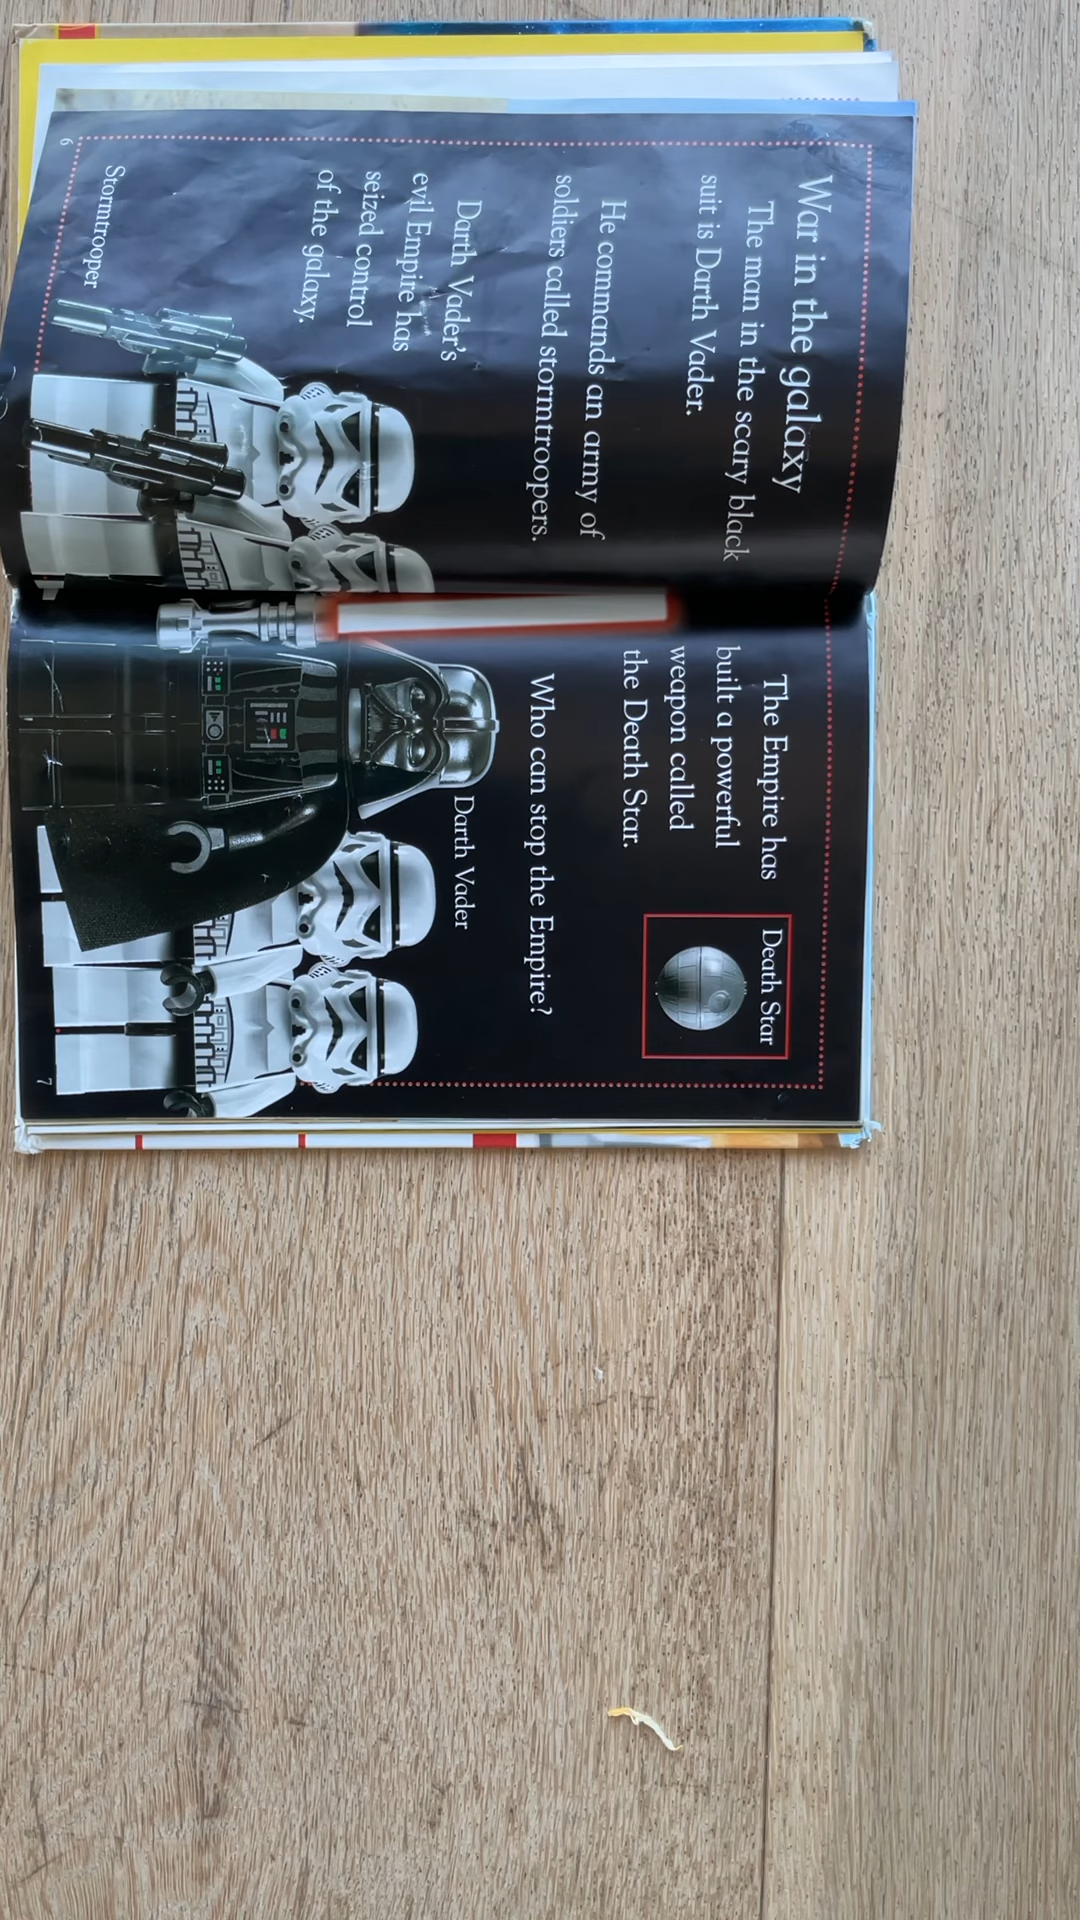 War in the galaxy
The man in the scary black
suit is Darth Vader.
He commands an army of
soldiers called stormtroopers.
Darth Vader's
evil Empire has
seized control
of the galaxy.
Stormtrooper
6
The Empire has
built a powerful
weapon called
the Death Star.
Death Star
Who can stop the Empire?
Darth Vader
7